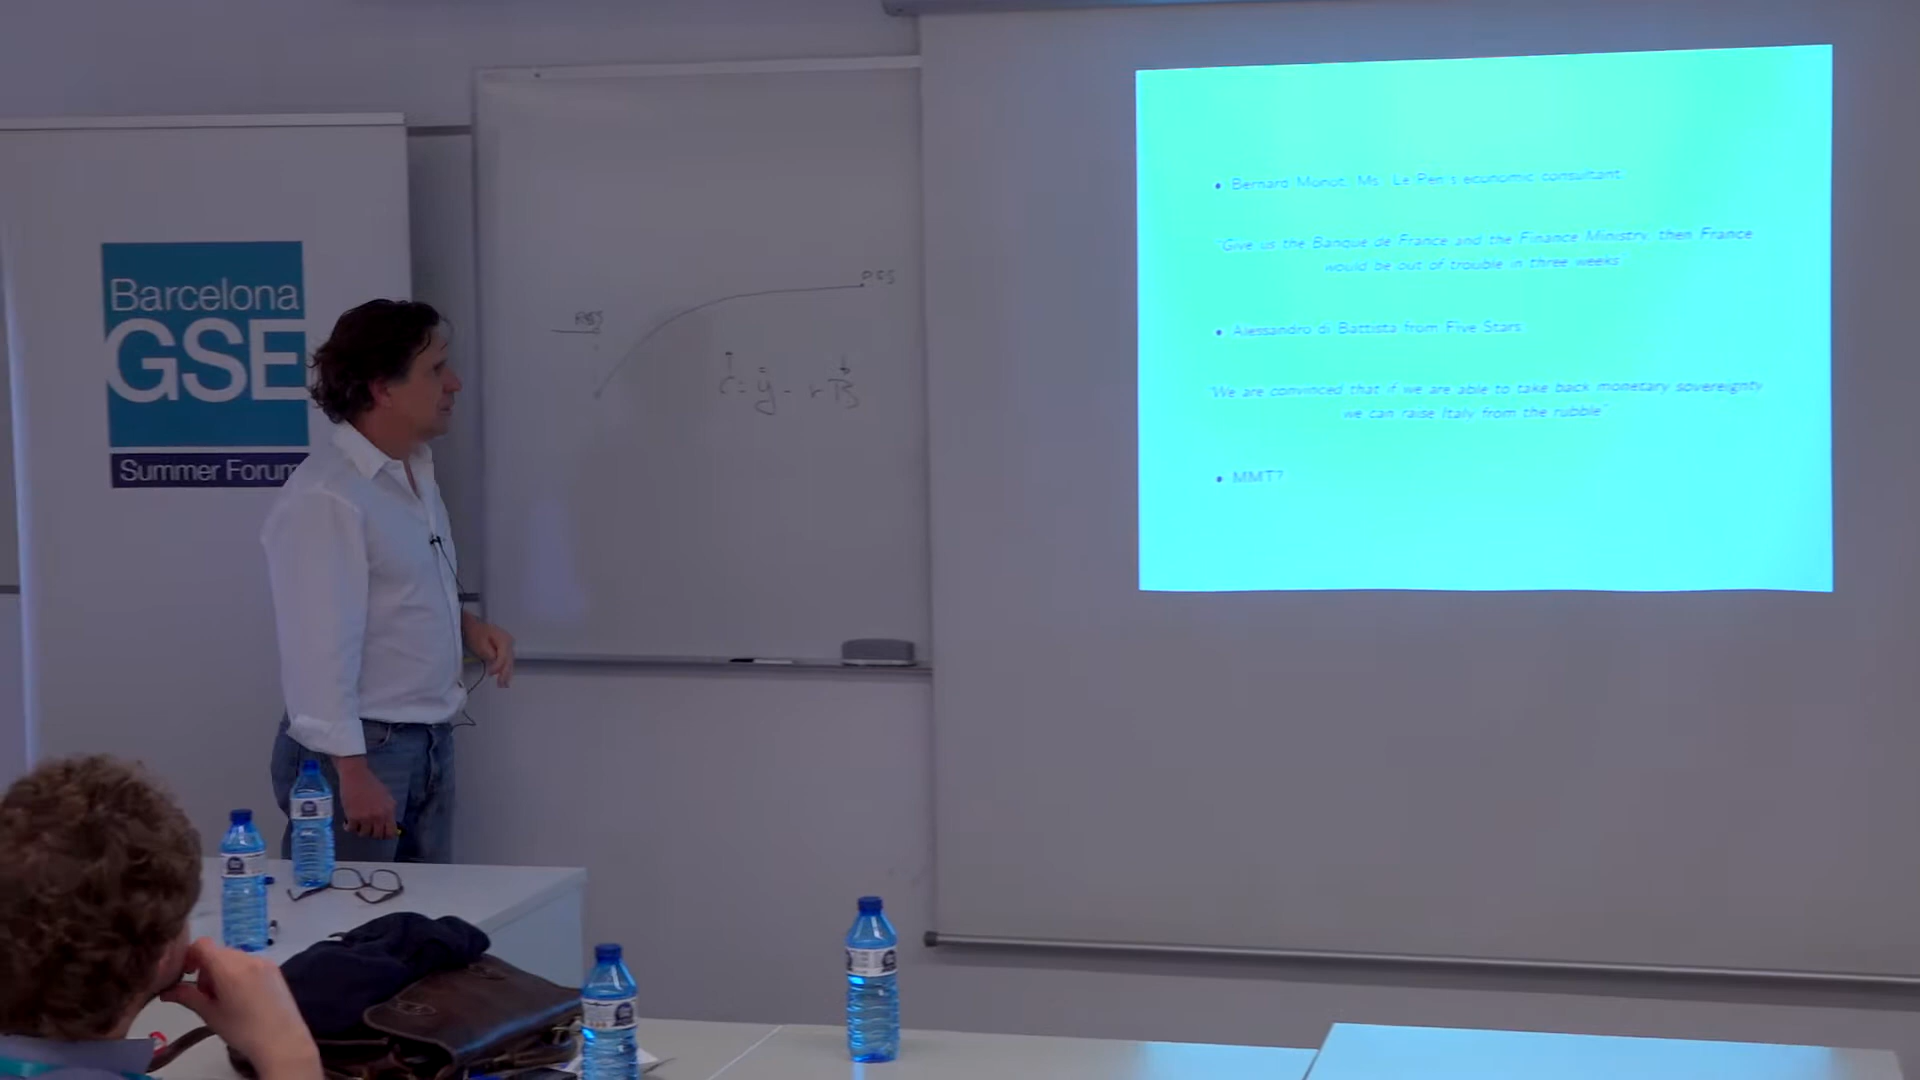 Barcelona
GSE
Summer Forum
RSS
PSS
ċ = ẏ - r B
• Bernard Monot, Ms. Le Pen's economic consultant:
"Give us the Banque de France and the Finance Ministry, then France
would be out of trouble in three weeks"
• Alessandro di Battista from Five Stars:
"We are convinced that if we are able to take back monetary sovereignty
we can raise Italy from the rubble"
• MMT?